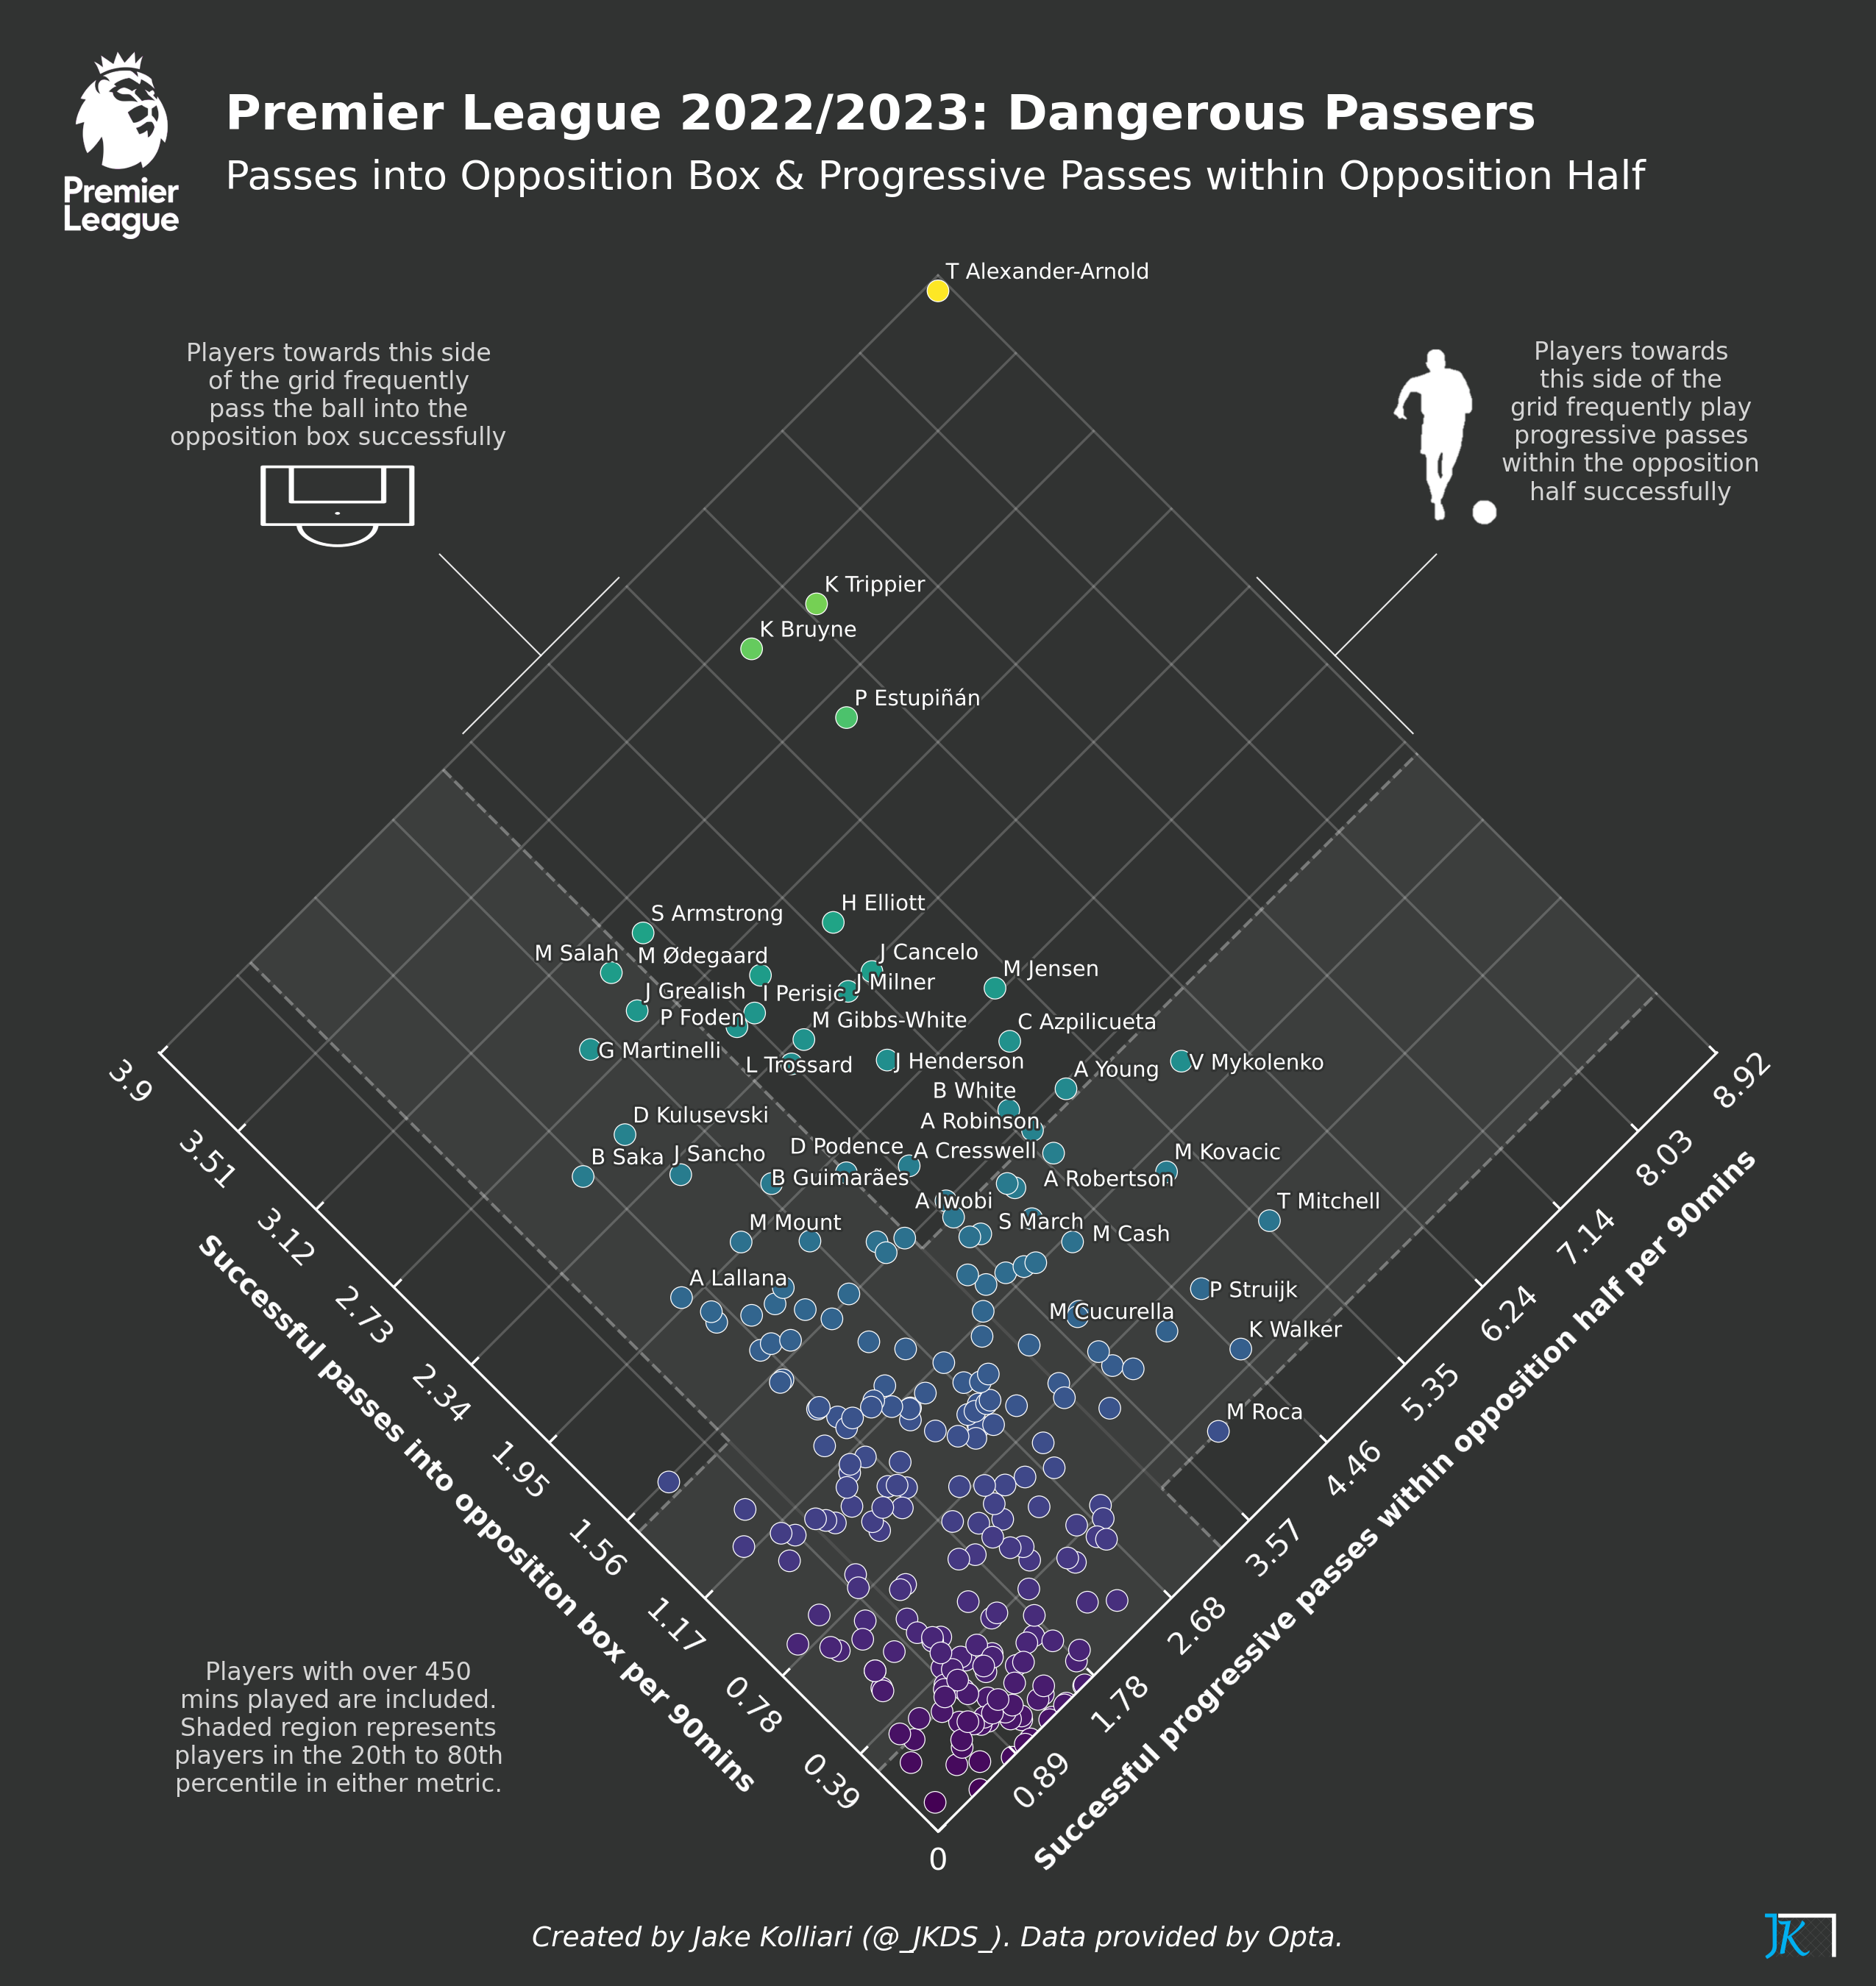 Premier League 2022/2023: Dangerous Passers
Passes into Opposition Box & Progressive Passes within Opposition Half
Premier
League
T Alexander-Arnold
Players towards this side
of the grid frequently
pass the ball into the
opposition box successfully
Players towards
this side of the
grid frequently play
progressive passes
within the opposition
half successfully
K Trippier
K Bruyne
P Estupiñán
H Elliott
S Armstrong
M Salah
M Ødegaard
J Cancelo
M Jensen
J Milner
J Grealish
I Perisic
P Foden
M Gibbs-White
C Azpilicueta
G Martinelli
L Trossard
J Henderson
V Mykolenko
A Young
B White
D Kulusevski
A Robinson
D Podence
A Cresswell
M Kovacic
B Saka
J Sancho
B Guimarães
A Robertson
A Iwobi
T Mitchell
M Mount
S March
M Cash
A Lallana
P Struijk
M Cucurella
K Walker
M Roca
3.9
3.51
3.12
2.73
2.34
1.95
1.56
1.17
0.78
0.39
0
0.89
1.78
2.68
3.57
4.46
5.35
6.24
7.14
8.03
8.92
Successful passes into opposition box per 90mins
Successful progressive passes within opposition half per 90mins
Players with over 450
mins played are included.
Shaded region represents
players in the 20th to 80th
percentile in either metric.
Created by Jake Kolliari (@_JKDS_). Data provided by Opta.
JK